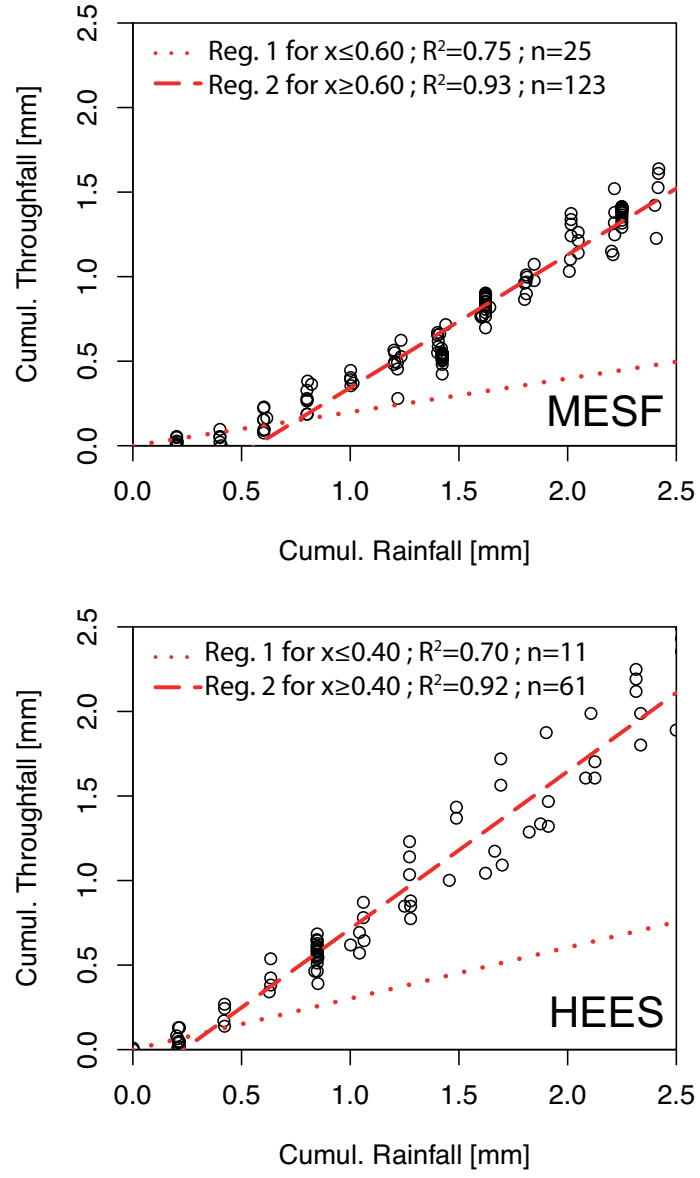 Cumul. Throughfall [mm]
2.5
2.0
1.5
1.0
0.5
0.0
Reg. 1 for x≤0.60 ; R²=0.75 ; n=25
Reg. 2 for x≥0.60 ; R²=0.93 ; n=123
MESF
0.0 0.5 1.0 1.5 2.0 2.5
Cumul. Rainfall [mm]
Cumul. Throughfall [mm]
2.5
2.0
1.5
1.0
0.5
0.0
Reg. 1 for x≤0.40 ; R²=0.70 ; n=11
Reg. 2 for x≥0.40 ; R²=0.92 ; n=61
HEES
0.0 0.5 1.0 1.5 2.0 2.5
Cumul. Rainfall [mm]